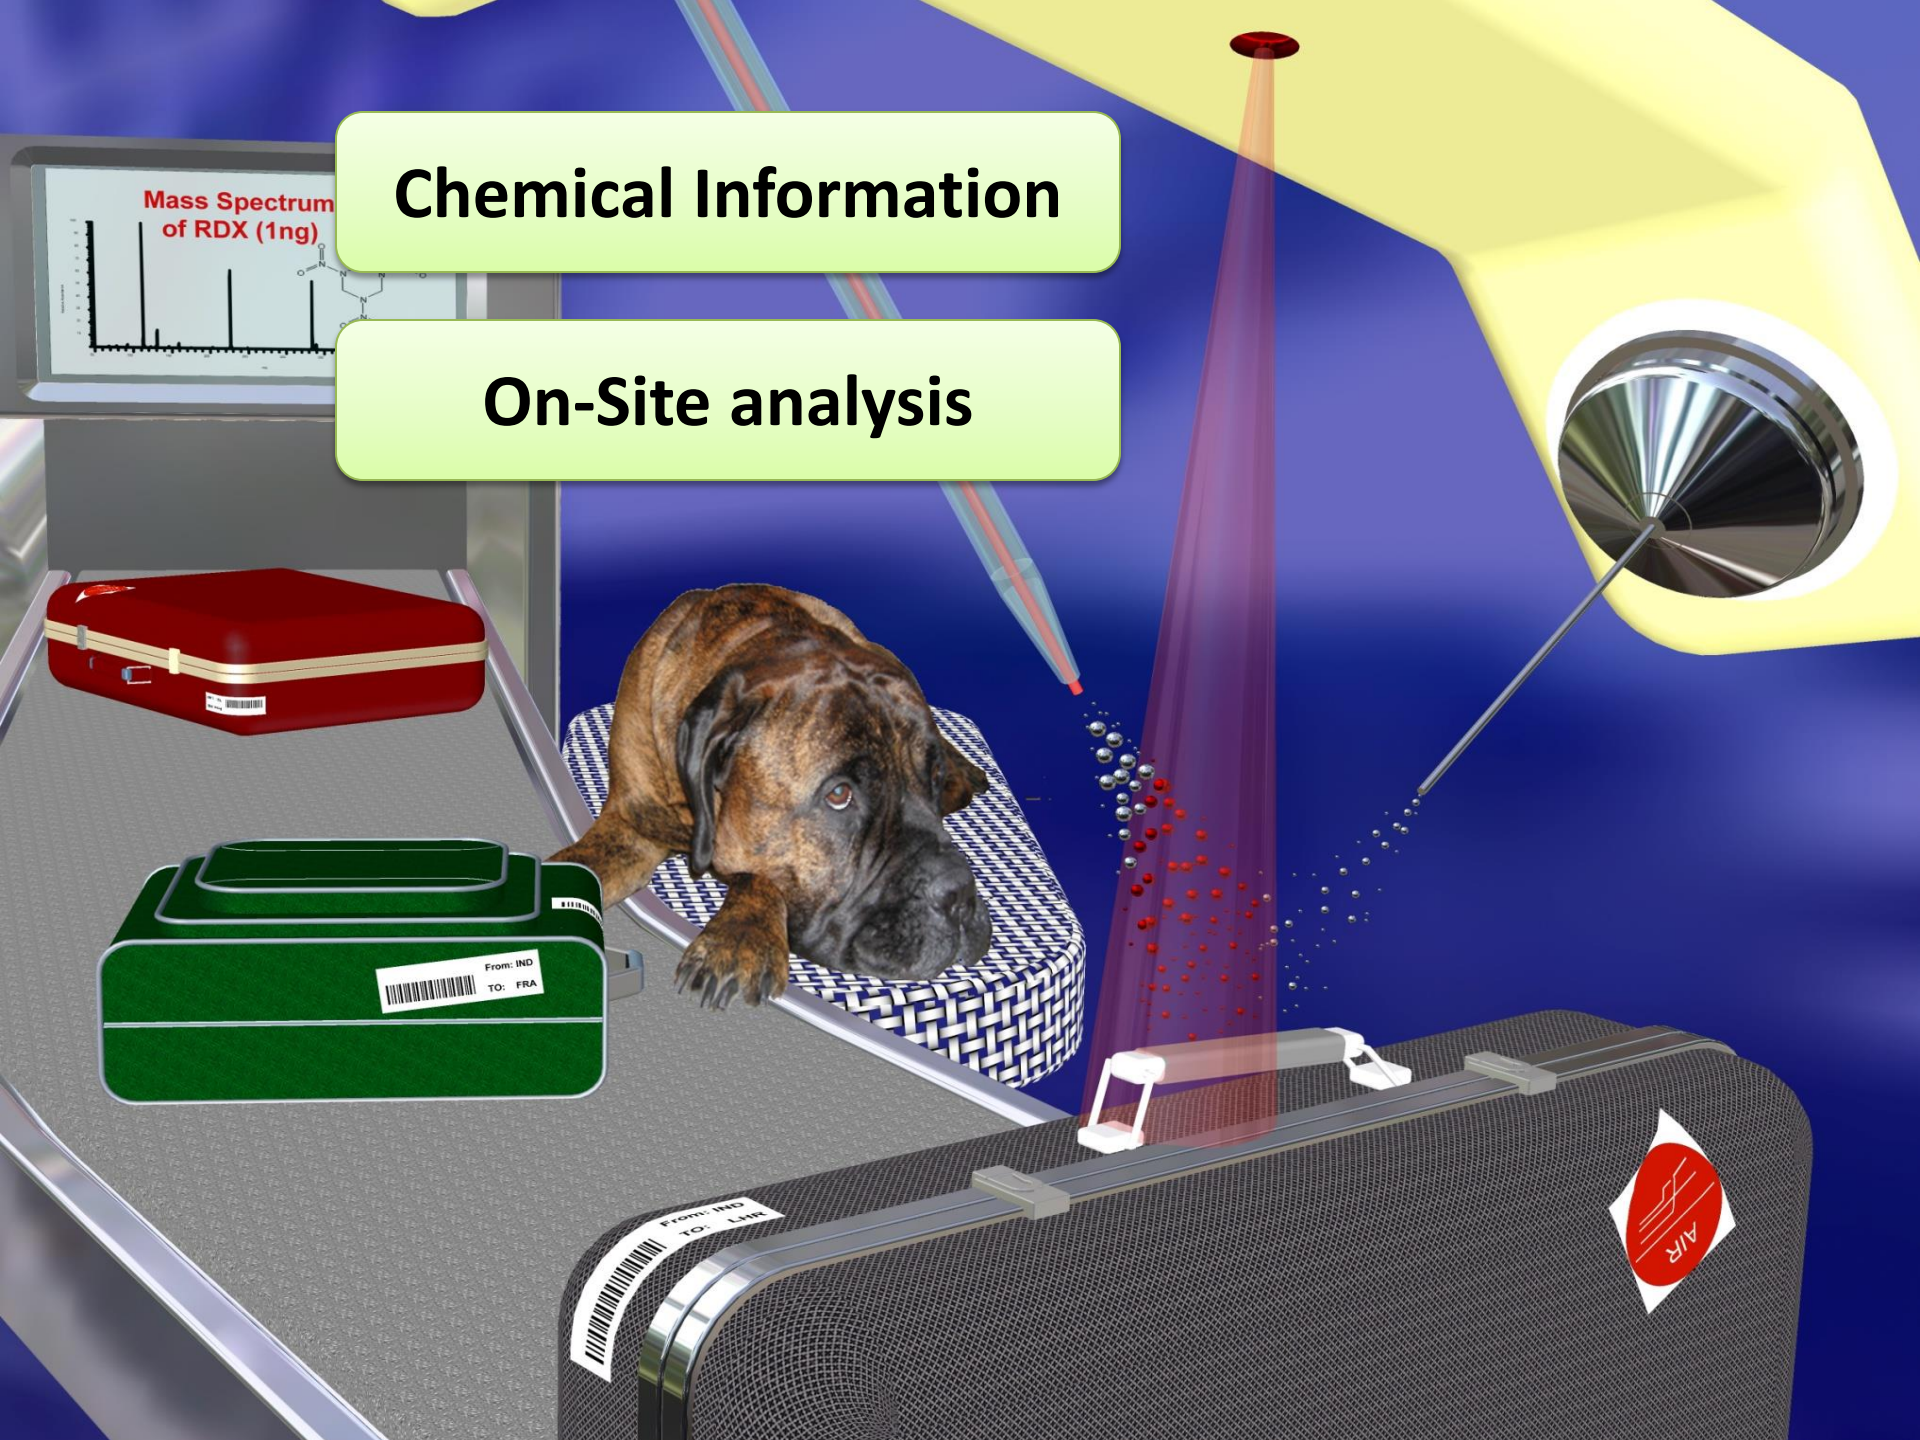 Chemical Information
Mass Spectrum
of RDX (1ng)
On-Site analysis
From: IND
TO: FRA
From: IND
TO: LHR
AIR